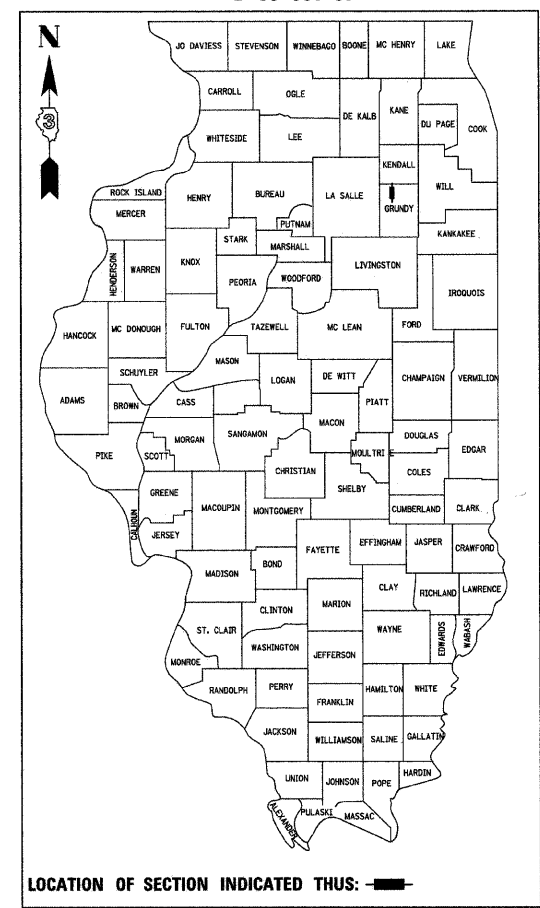 N
3
JO DAVIESS STEVENSON WINNEBAGO BOONE MC HENRY LAKE
CARROLL OGLE DE KALB KANE DU PAGE COOK
WHITESIDE LEE KENDALL WILL
ROCK ISLAND HENRY BUREAU LA SALLE GRUNDY
MERCER PUTNAM KANKAKEE
STARK MARSHALL
HENDERSON WARREN KNOX PEORIA WOODFORD LIVINGSTON IROQUOIS
HANCOCK MC DONOUGH FULTON TAZEWELL MC LEAN FORD
MASON
SCHUYLER LOGAN DE WITT CHAMPAIGN VERMILION
ADAMS BROWN CASS PIATT
MACON
PIKE SCOTT MORGAN SANGAMON MOULTRIE DOUGLAS EDGAR
CHRISTIAN COLES
SHELBY
GREENE MACOUPIN MONTGOMERY CUMBERLAND CLARK
CALHOUN JERSEY FAYETTE EFFINGHAM JASPER CRAWFORD
MADISON BOND CLAY RICHLAND LAWRENCE
CLINTON MARION
ST. CLAIR WAYNE EDWARDS WABASH
WASHINGTON JEFFERSON
MONROE
RANDOLPH PERRY HAMILTON WHITE
FRANKLIN
JACKSON WILLIAMSON SALINE GALLATIN
UNION JOHNSON POPE HARDIN
ALEXANDER PULASKI MASSAC
LOCATION OF SECTION INDICATED THUS: